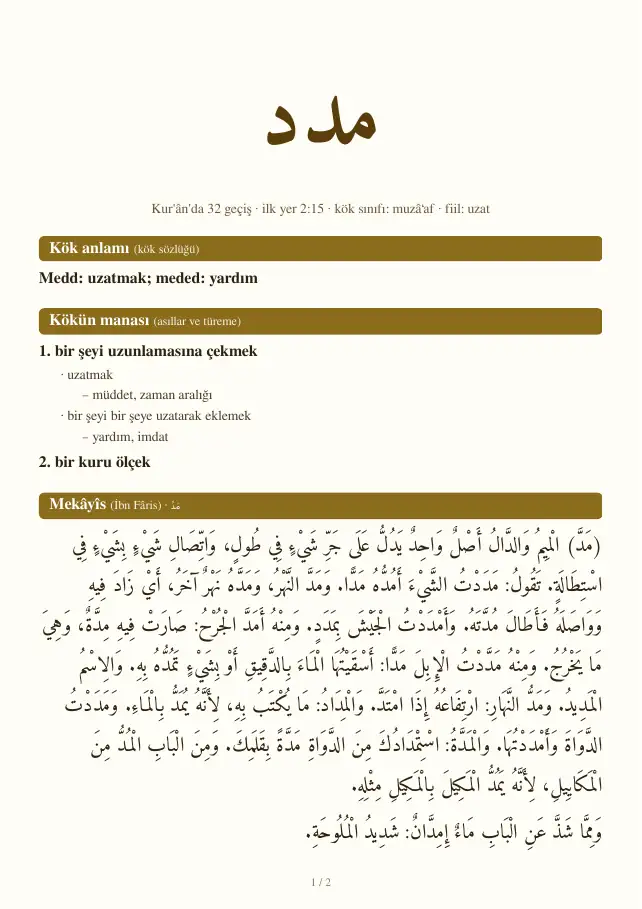 مدد
Kur'ân'da 32 geçiş · ilk yer 2:15 · kök sınıfı: muzâ‘af · fiil: uzat
Kök anlamı (kök sözlüğü)
Medd: uzatmak; meded: yardım
Kökün manası (asıllar ve türeme)
1. bir şeyi uzunlamasına çekmek
· uzatmak
– müddet, zaman aralığı
· bir şeyi bir şeye uzatarak eklemek
– yardım, imdat
2. bir kuru ölçek
Mekâyîs (İbn Fâris) · مَدَّ
(مَدَّ) الْمِيمُ وَالدَّالُ أَصْلٌ وَاحِدٌ يَدُلُّ عَلَى جَرِّ شَيْءٍ فِي طُولٍ، وَاتِّصَالِ شَيْءٍ بِشَيْءٍ فِي
اسْتِطَالَةٍ. تَقُولُ: مَدَدْتُ الشَّيْءَ أَمُدُّهُ مَدًّا. وَمَدَّ النَّهْرُ، وَمَدَّهُ نَهْرٌ آخَرُ، أَيْ زَادَ فِيهِ
وَوَاصَلَهُ فَأَطَالَ مُدَّتَهُ. وَأَمْدَدْتُ الْجَيْشَ بِمَدَدٍ. وَمِنْهُ أَمَدَّ الْجُرْحُ: صَارَتْ فِيهِ مِدَّةٌ، وَهِيَ
مَا يَخْرُجُ. وَمِنْهُ مَدَّدْتُ الْإِبِلَ مَدًّا: أَسْقَيْتُهَا الْمَاءَ بِالدَّقِيقِ أَوْ بِشَيْءٍ تَمُدُّهُ بِهِ. وَالِاسْمُ
الْمَدِيدُ. وَمَدُّ النَّهَارِ: ارْتِفَاعُهُ إِذَا امْتَدَّ. وَالْمِدَادُ: مَا يُكْتَبُ بِهِ، لِأَنَّهُ يُمَدُّ بِالْمَاءِ. وَمَدَدْتُ
الدَّوَاةَ وَأَمْدَدْتُهَا. وَالْمَدَّةُ: اسْتِمْدَادُكَ مِنَ الدَّوَاةِ مَدَّةً بِقَلَمِكَ. وَمِنَ الْبَابِ الْمُدُّ مِنَ
الْمَكَايِيلِ، لِأَنَّهُ يَمُدُّ الْمَكِيلَ بِالْمَكِيلِ مِثْلِهِ.
وَمِمَّا شَذَّ عَنِ الْبَابِ مَاءٌ إِمِدَّانٌ: شَدِيدُ الْمُلُوحَةِ.
1 / 2